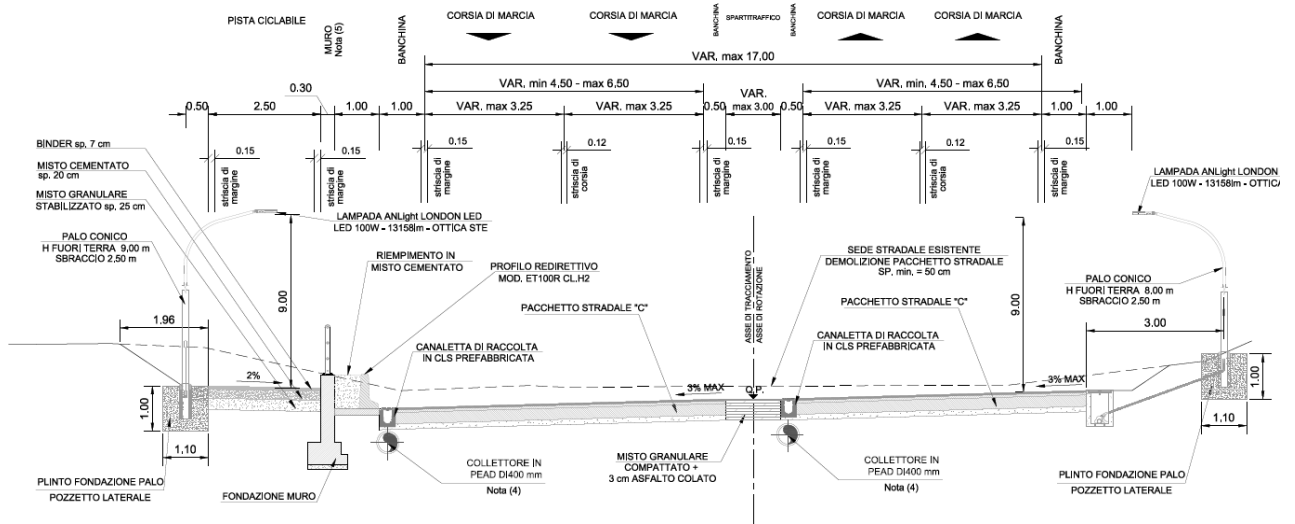 PISTA CICLABILE
MURO
Nota (5)
BANCHINA
CORSIA DI MARCIA
CORSIA DI MARCIA
BANCHINA
SPARTITRAFFICO
BANCHINA
CORSIA DI MARCIA
CORSIA DI MARCIA
BANCHINA
VAR. max 17.00
VAR. min 4.50 - max 6.50
VAR.
max 3.00
VAR. min 4.50 - max 6.50
0.30
0.50
2.50
1.00
1.00
VAR. max 3.25
VAR. max 3.25
0.50
0.50
VAR. max 3.25
VAR. max 3.25
1.00
1.00
0.15
0.15
0.15
0.12
0.15
0.15
0.12
0.15
striscia di
margine
striscia di
margine
striscia di
margine
striscia di
corsia
striscia di
margine
striscia di
margine
striscia di
corsia
striscia di
margine
BINDER sp. 7 cm
MISTO CEMENTATO
sp. 20 cm
MISTO GRANULARE
STABILIZZATO sp. 25 cm
LAMPADA ANLight LONDON LED
LED 100W - 13158lm - OTTICA STE
LAMPADA ANLight LONDON
LED 100W - 13158lm - OTTICA
PALO CONICO
H FUORI TERRA 9,00 m
SBRACCIO 2,50 m
RIEMPIMENTO IN
MISTO CEMENTATO
PROFILO REDIRETTIVO
MOD. ET100R CL.H2
PACCHETTO STRADALE "C"
ASSE DI TRACCIAMENTO
ASSE DI ROTAZIONE
SEDE STRADALE ESISTENTE
DEMOLIZIONE PACCHETTO STRADALE
SP. min. = 50 cm
PACCHETTO STRADALE "C"
PALO CONICO
H FUORI TERRA 8,00 m
SBRACCIO 2,50 m
9.00
9.00
1.96
3.00
CANALETTA DI RACCOLTA
IN CLS PREFABBRICATA
CANALETTA DI RACCOLTA
IN CLS PREFABBRICATA
2%
3% MAX
Q.P.
3% MAX
1.00
1.00
1,10
1,10
PLINTO FONDAZIONE PALO
POZZETTO LATERALE
FONDAZIONE MURO
COLLETTORE IN
PEAD DI400 mm
Nota (4)
MISTO GRANULARE
COMPATTATO +
3 cm ASFALTO COLATO
COLLETTORE IN
PEAD DI400 mm
Nota (4)
PLINTO FONDAZIONE PALO
POZZETTO LATERALE